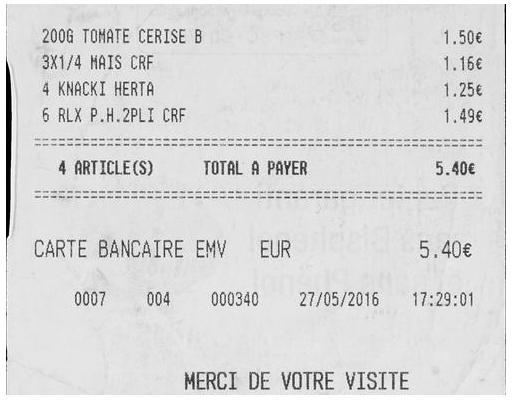 200G TOMATE CERISE B 1.50€
3X1/4 MAIS CRF 1.16€
4 KNACKI HERTA 1.25€
6 RLX P.H.2PLI CRF 1.49€
================================================
4 ARTICLE(S) TOTAL A PAYER 5.40€
================================================
CARTE BANCAIRE EMV EUR 5.40€
0007 004 000340 27/05/2016 17:29:01
MERCI DE VOTRE VISITE